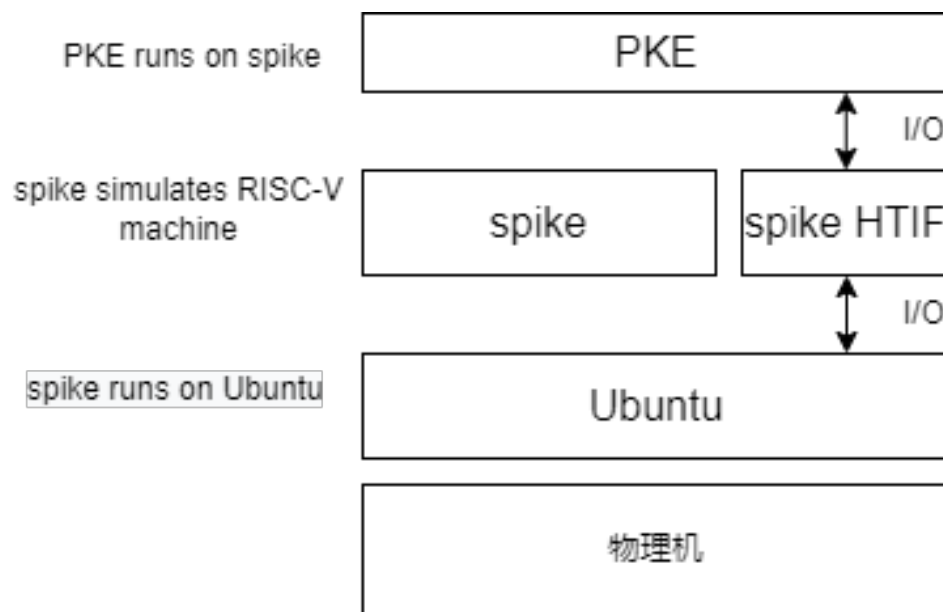 PKE runs on spike
PKE
I/O
spike simulates RISC-V
machine
spike
spike HTIF
I/O
spike runs on Ubuntu
Ubuntu
物理机